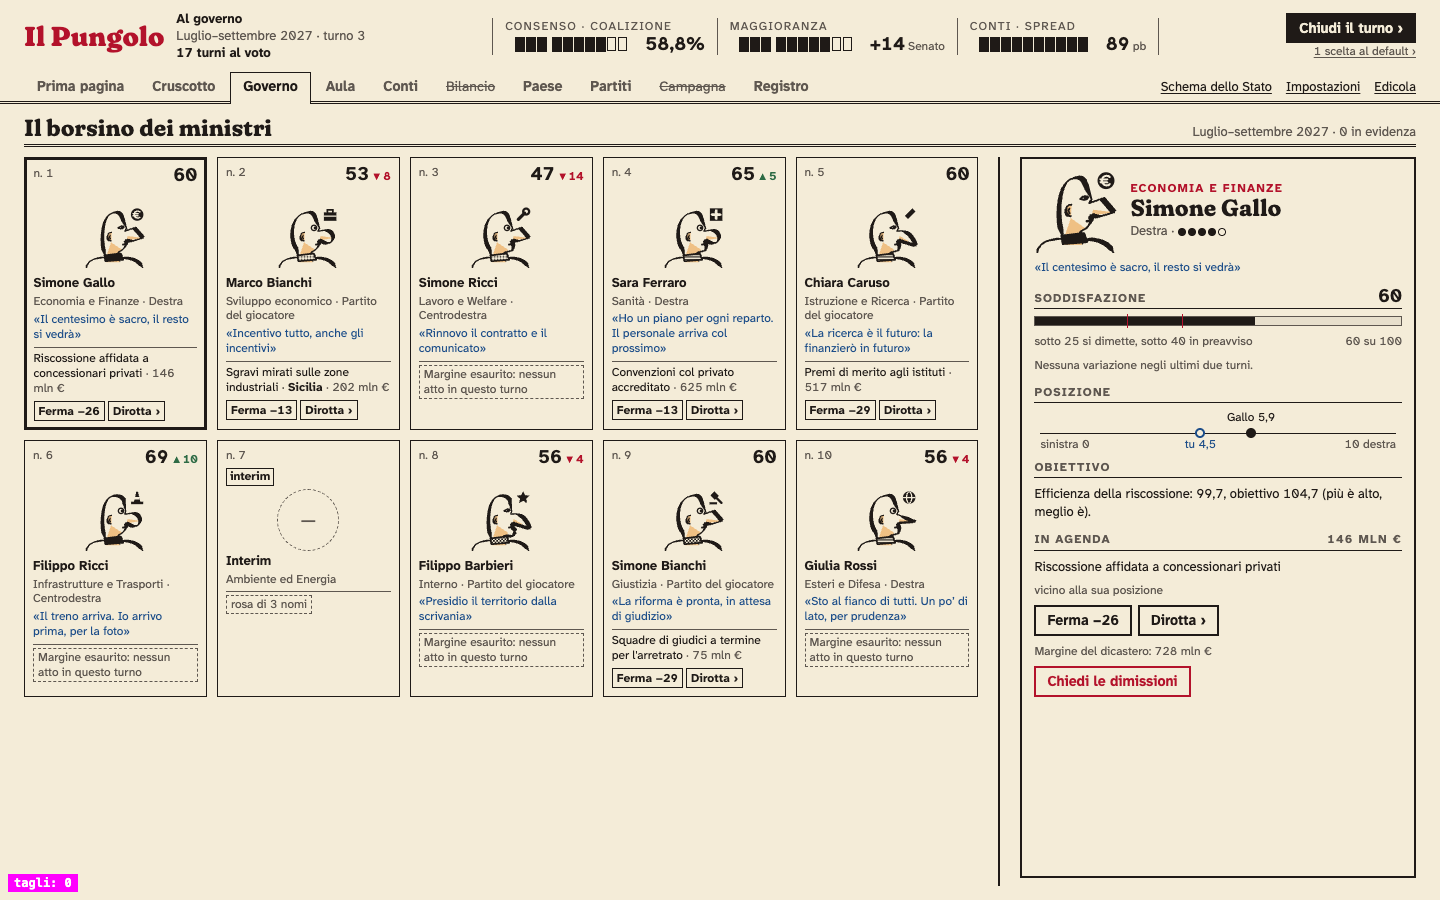 Il Pungolo
Al governo
Luglio–settembre 2027 · turno 3
17 turni al voto
CONSENSO · COALIZIONE
58,8%
MAGGIORANZA
+14 Senato
CONTI · SPREAD
89 pb
Chiudi il turno ›
1 scelta al default ›
Prima pagina Cruscotto Governo Aula Conti Bilancio Paese Partiti Campagna Registro
Schema dello Stato Impostazioni Edicola
Il borsino dei ministri
Luglio–settembre 2027 · 0 in evidenza
n. 1 60
Simone Gallo
Economia e Finanze · Destra
«Il centesimo è sacro, il resto
si vedrà»
Riscossione affidata a
concessionari privati · 146
mln €
Ferma −26 Dirotta ›
n. 2 53 ▼8
Marco Bianchi
Sviluppo economico · Partito
del giocatore
«Incentivo tutto, anche gli
incentivi»
Sgravi mirati sulle zone
industriali · Sicilia · 202 mln €
Ferma −13 Dirotta ›
n. 3 47 ▼14
Simone Ricci
Lavoro e Welfare ·
Centrodestra
«Rinnovo il contratto e il
comunicato»
Margine esaurito: nessun
atto in questo turno
n. 4 65 ▲5
Sara Ferraro
Sanità · Destra
«Ho un piano per ogni reparto.
Il personale arriva col
prossimo»
Convenzioni col privato
accreditato · 625 mln €
Ferma −13 Dirotta ›
n. 5 60
Chiara Caruso
Istruzione e Ricerca · Partito
del giocatore
«La ricerca è il futuro: la
finanzierò in futuro»
Premi di merito agli istituti ·
517 mln €
Ferma −29 Dirotta ›
n. 6 69 ▲10
Filippo Ricci
Infrastrutture e Trasporti ·
Centrodestra
«Il treno arriva. Io arrivo
prima, per la foto»
Margine esaurito: nessun
atto in questo turno
n. 7
interim
—
Interim
Ambiente ed Energia
rosa di 3 nomi
n. 8 56 ▼4
Filippo Barbieri
Interno · Partito del giocatore
«Presidio il territorio dalla
scrivania»
Margine esaurito: nessun
atto in questo turno
n. 9 60
Simone Bianchi
Giustizia · Partito del giocatore
«La riforma è pronta, in attesa
di giudizio»
Squadre di giudici a termine
per l'arretrato · 75 mln €
Ferma −29 Dirotta ›
n. 10 56 ▼4
Giulia Rossi
Esteri e Difesa · Destra
«Sto al fianco di tutti. Un po' di
lato, per prudenza»
Margine esaurito: nessun
atto in questo turno
€
ECONOMIA E FINANZE
Simone Gallo
Destra · ●●●●○
«Il centesimo è sacro, il resto si vedrà»
SODDISFAZIONE 60
sotto 25 si dimette, sotto 40 in preavviso 60 su 100
Nessuna variazione negli ultimi due turni.
POSIZIONE
Gallo 5,9
sinistra 0 tu 4,5 10 destra
OBIETTIVO
Efficienza della riscossione: 99,7, obiettivo 104,7 (più è alto,
meglio è).
IN AGENDA 146 MLN €
Riscossione affidata a concessionari privati
vicino alla sua posizione
Ferma −26 Dirotta ›
Margine del dicastero: 728 mln €
Chiedi le dimissioni
tagli: 0